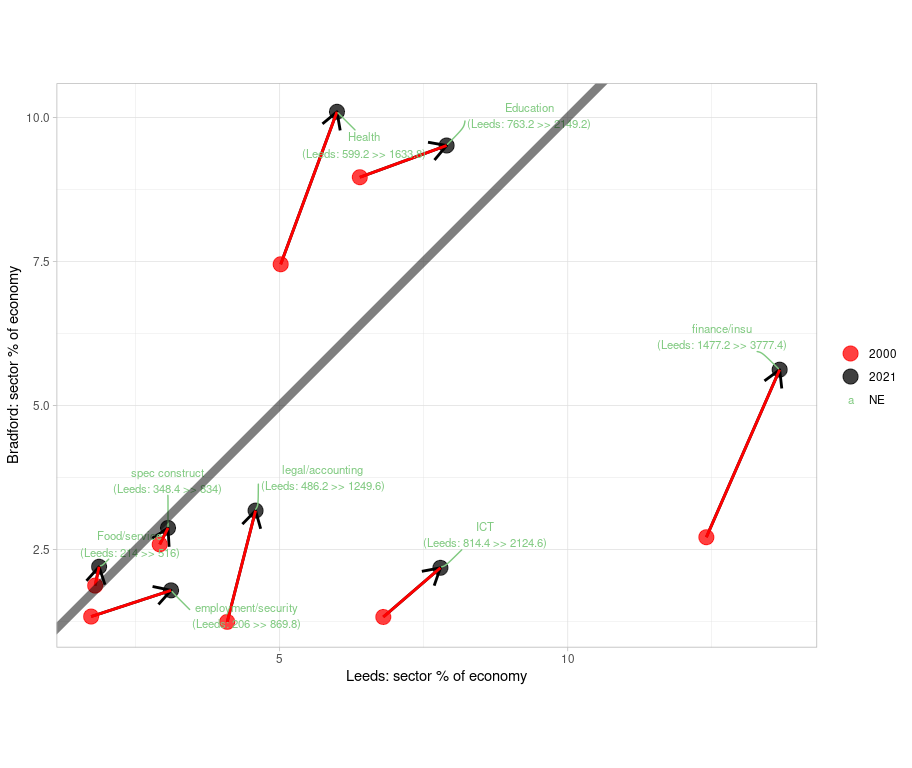 10.0
7.5
5.0
2.5
Bradford: sector % of economy
Education
(Leeds: 763.2 >> 2149.2)
Health
(Leeds: 599.2 >> 1633.8)
finance/insu
(Leeds: 1477.2 >> 3777.4)
legal/accounting
(Leeds: 486.2 >> 1249.6)
spec construct
(Leeds: 348.4 >> 834)
ICT
(Leeds: 814.4 >> 2124.6)
Food/service
(Leeds: 214 >> 516)
employment/security
(Leeds: 206 >> 869.8)
5
10
Leeds: sector % of economy
2000
2021
a NE